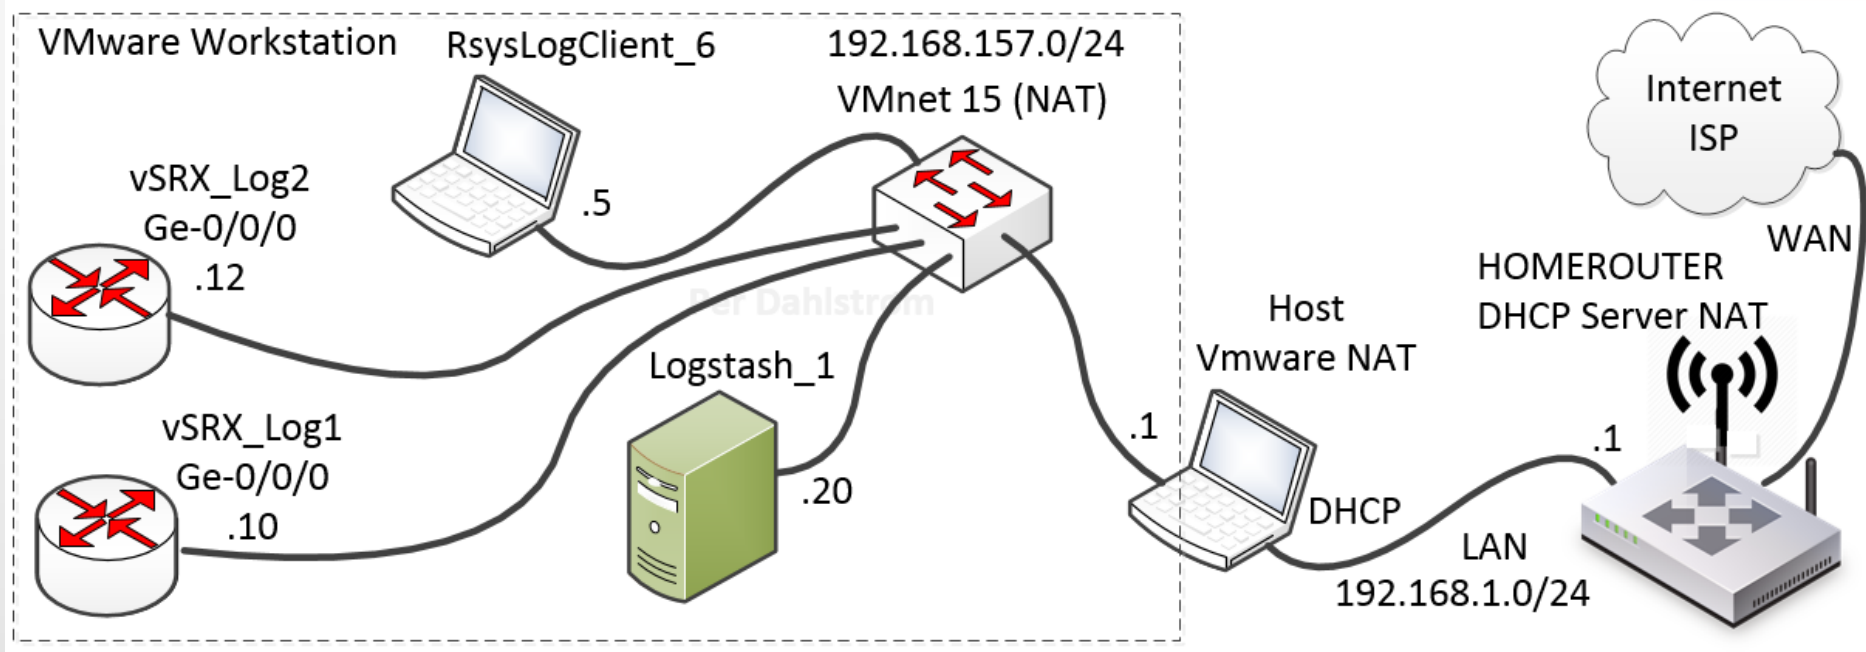 VMware Workstation
RsysLogClient_6
192.168.157.0/24
VMnet 15 (NAT)
Internet
ISP
vSRX_Log2
Ge-0/0/0
.12
.5
WAN
HOMEROUTER
DHCP Server NAT
Per Dahlstrøm
Host
Vmware NAT
Logstash_1
.20
vSRX_Log1
Ge-0/0/0
.10
.1
.1
DHCP
LAN
192.168.1.0/24